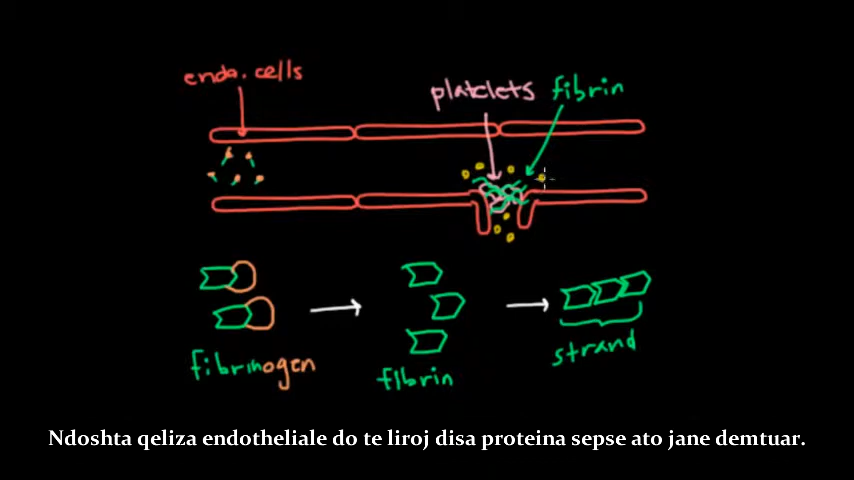 endo.cells
platelets fibrin
fibrinogen
fibrin
strand
Ndoshta qeliza endotheliale do te liroj disa proteina sepse ato jane demtuar.